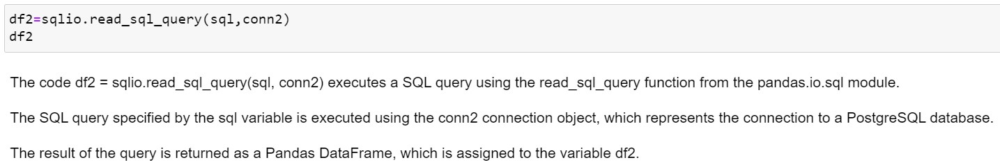 df2=sqlio.read_sql_query(sql,conn2)
df2
The code df2 = sqlio.read_sql_query(sql, conn2) executes a SQL query using the read_sql_query function from the pandas.io.sql module.
The SQL query specified by the sql variable is executed using the conn2 connection object, which represents the connection to a PostgreSQL database.
The result of the query is returned as a Pandas DataFrame, which is assigned to the variable df2.